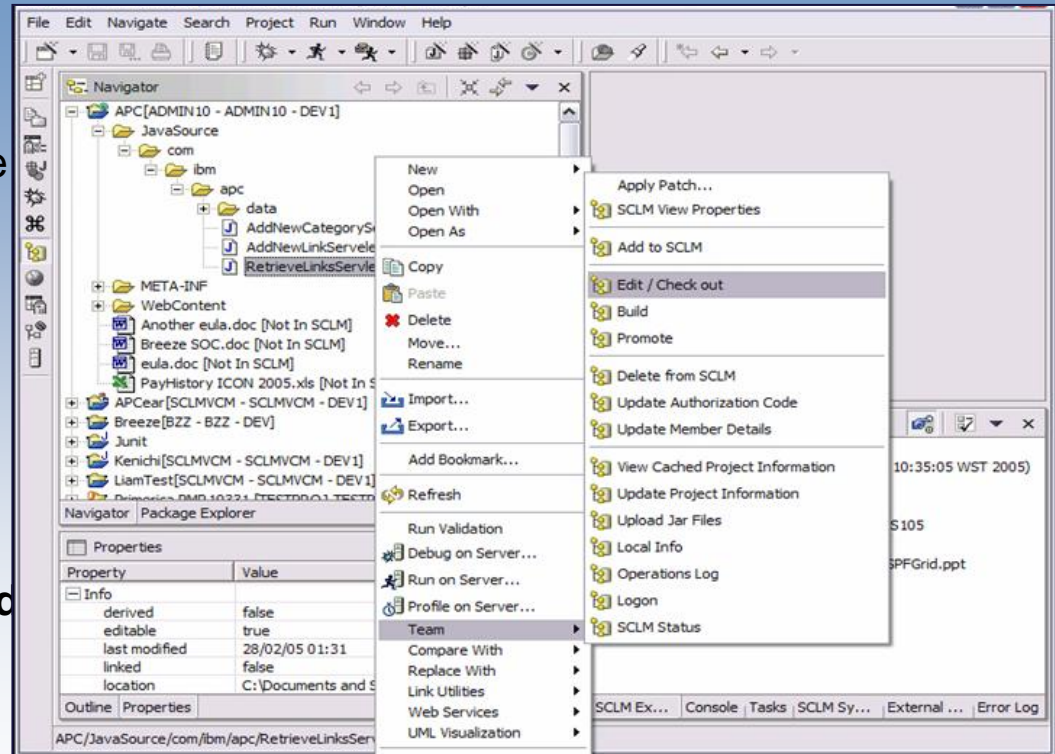 File Edit Navigate Search Project Run Window Help
Navigator
APC[ADMIN10 - ADMIN10 - DEV1]
JavaSource
com
ibm
apc
data
AddNewCategorySe
AddNewLinkServele
RetrieveLinksServle
META-INF
WebContent
Another eula.doc [Not In SCLM]
Breeze SOC.doc [Not In SCLM]
eula.doc [Not In SCLM]
PayHistory ICON 2005.xls [Not In S
APCear[SCLMVCM - SCLMVCM - DEV1]
Breeze[BZZ - BZZ - DEV]
Junit
Kenichi[SCLMVCM - SCLMVCM - DEV1]
LiamTest[SCLMVCM - SCLMVCM - DEV1]
Navigator Package Explorer
Properties
Property Value
Info
derived false
editable true
last modified 28/02/05 01:31
linked false
location C:\Documents and S
Outline Properties
APC/JavaSource/com/ibm/apc/RetrieveLinksServ
New
Open
Open With
Open As
Copy
Paste
Delete
Move...
Rename
Import...
Export...
Add Bookmark...
Refresh
Run Validation
Debug on Server...
Run on Server...
Profile on Server...
Team
Compare With
Replace With
Link Utilities
Web Services
UML Visualization
Apply Patch...
SCLM View Properties
Add to SCLM
Edit / Check out
Build
Promote
Delete from SCLM
Update Authorization Code
Update Member Details
View Cached Project Information
Update Project Information
Upload Jar Files
Local Info
Operations Log
Logon
SCLM Status
10:35:05 WST 2005)
S105
SPFGrid.ppt
SCLM Ex... Console Tasks SCLM Sy... External ... Error Log
e
d